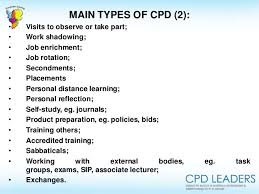 MAIN TYPES OF CPD (2):
• Visits to observe or take part;
• Work shadowing;
• Job enrichment;
• Job rotation;
• Secondments;
• Placements
• Personal distance learning;
• Personal reflection;
• Self-study, eg. journals;
• Product preparation, eg. policies, bids;
• Training others;
• Accredited training;
• Sabbaticals;
• Working with external bodies, eg. task
groups, exams, SIP, associate lecturer;
• Exchanges.
CPD LEADERS